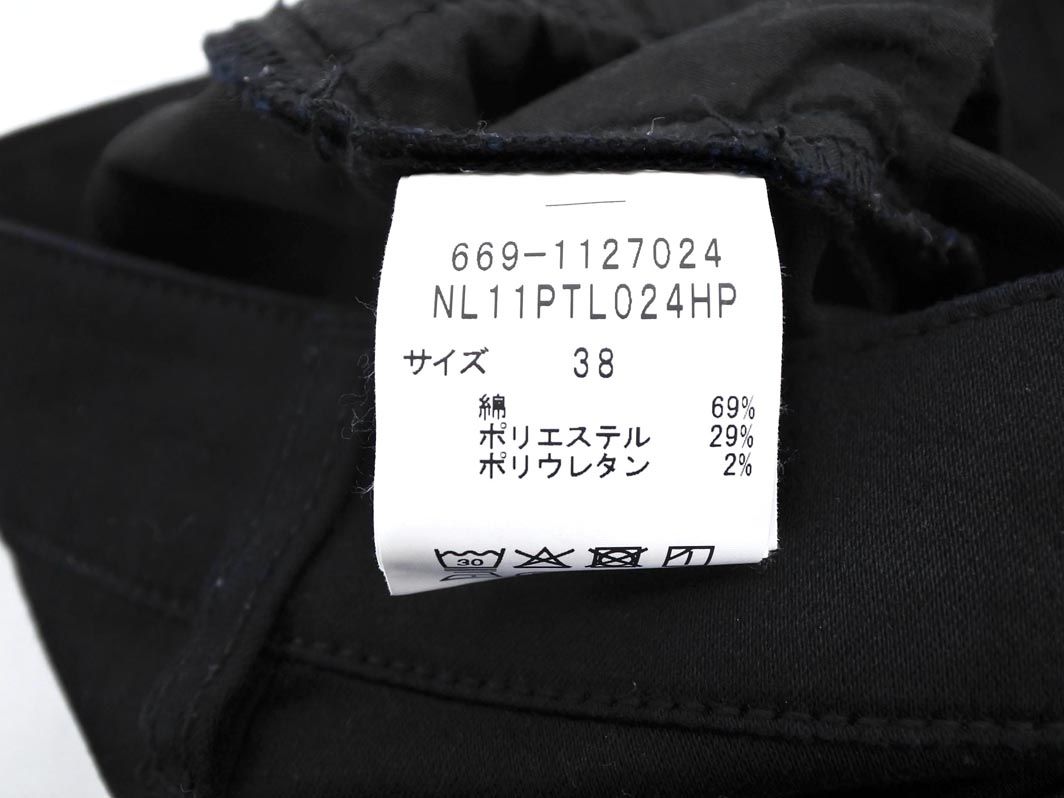 669-1127024
NL11PTL024HP
サイズ 38
綿 69%
ポリエステル 29%
ポリウレタン 2%
30